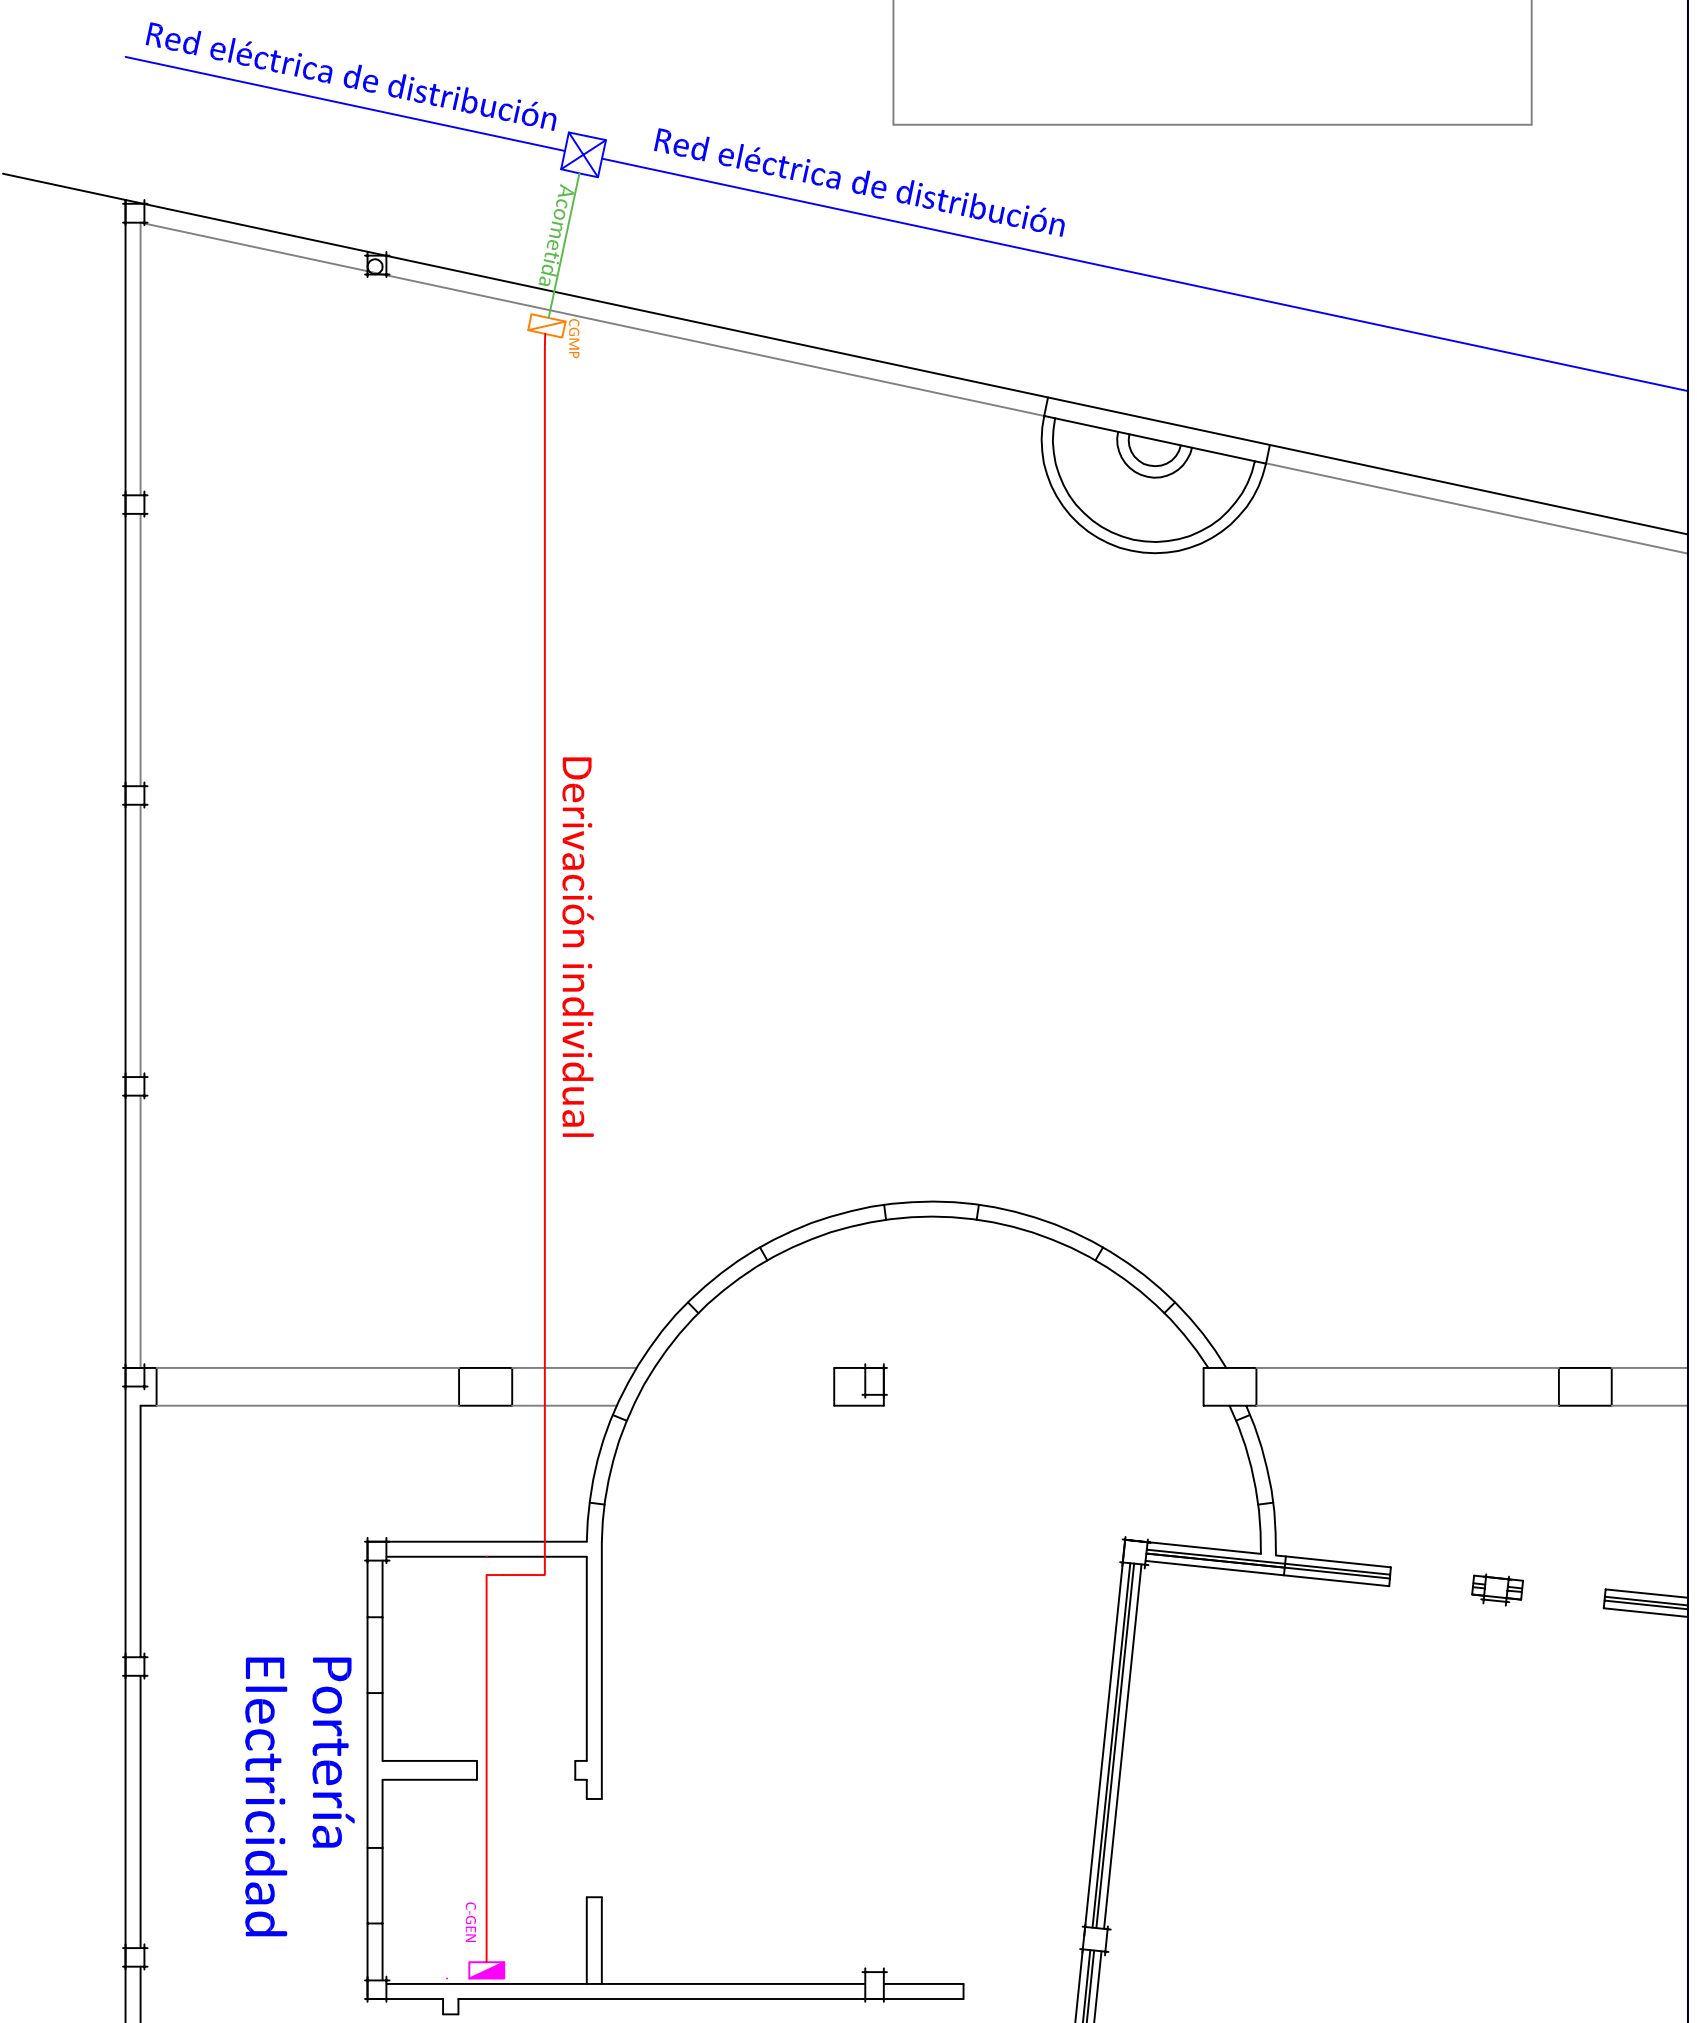 Red eléctrica de distribución
Red eléctrica de distribución
Acometida
CGMP
Derivación individual
Portería
Electricidad
C-GEN